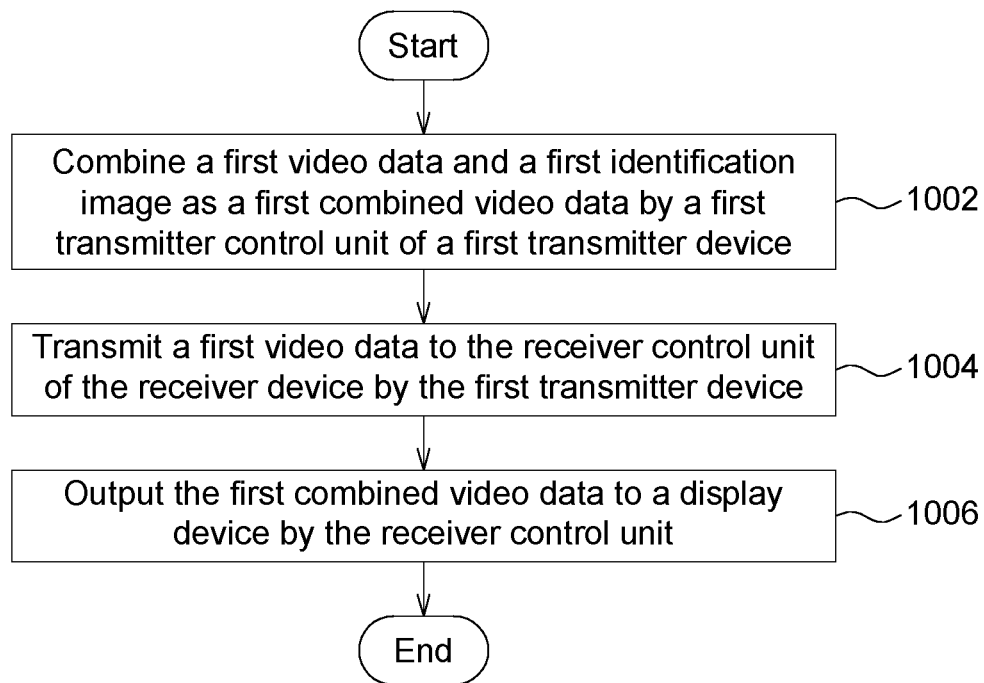 Start
Combine a first video data and a first identification
image as a first combined video data by a first
transmitter control unit of a first transmitter device
1002
Transmit a first video data to the receiver control unit
of the receiver device by the first transmitter device
1004
Output the first combined video data to a display
device by the receiver control unit
1006
End